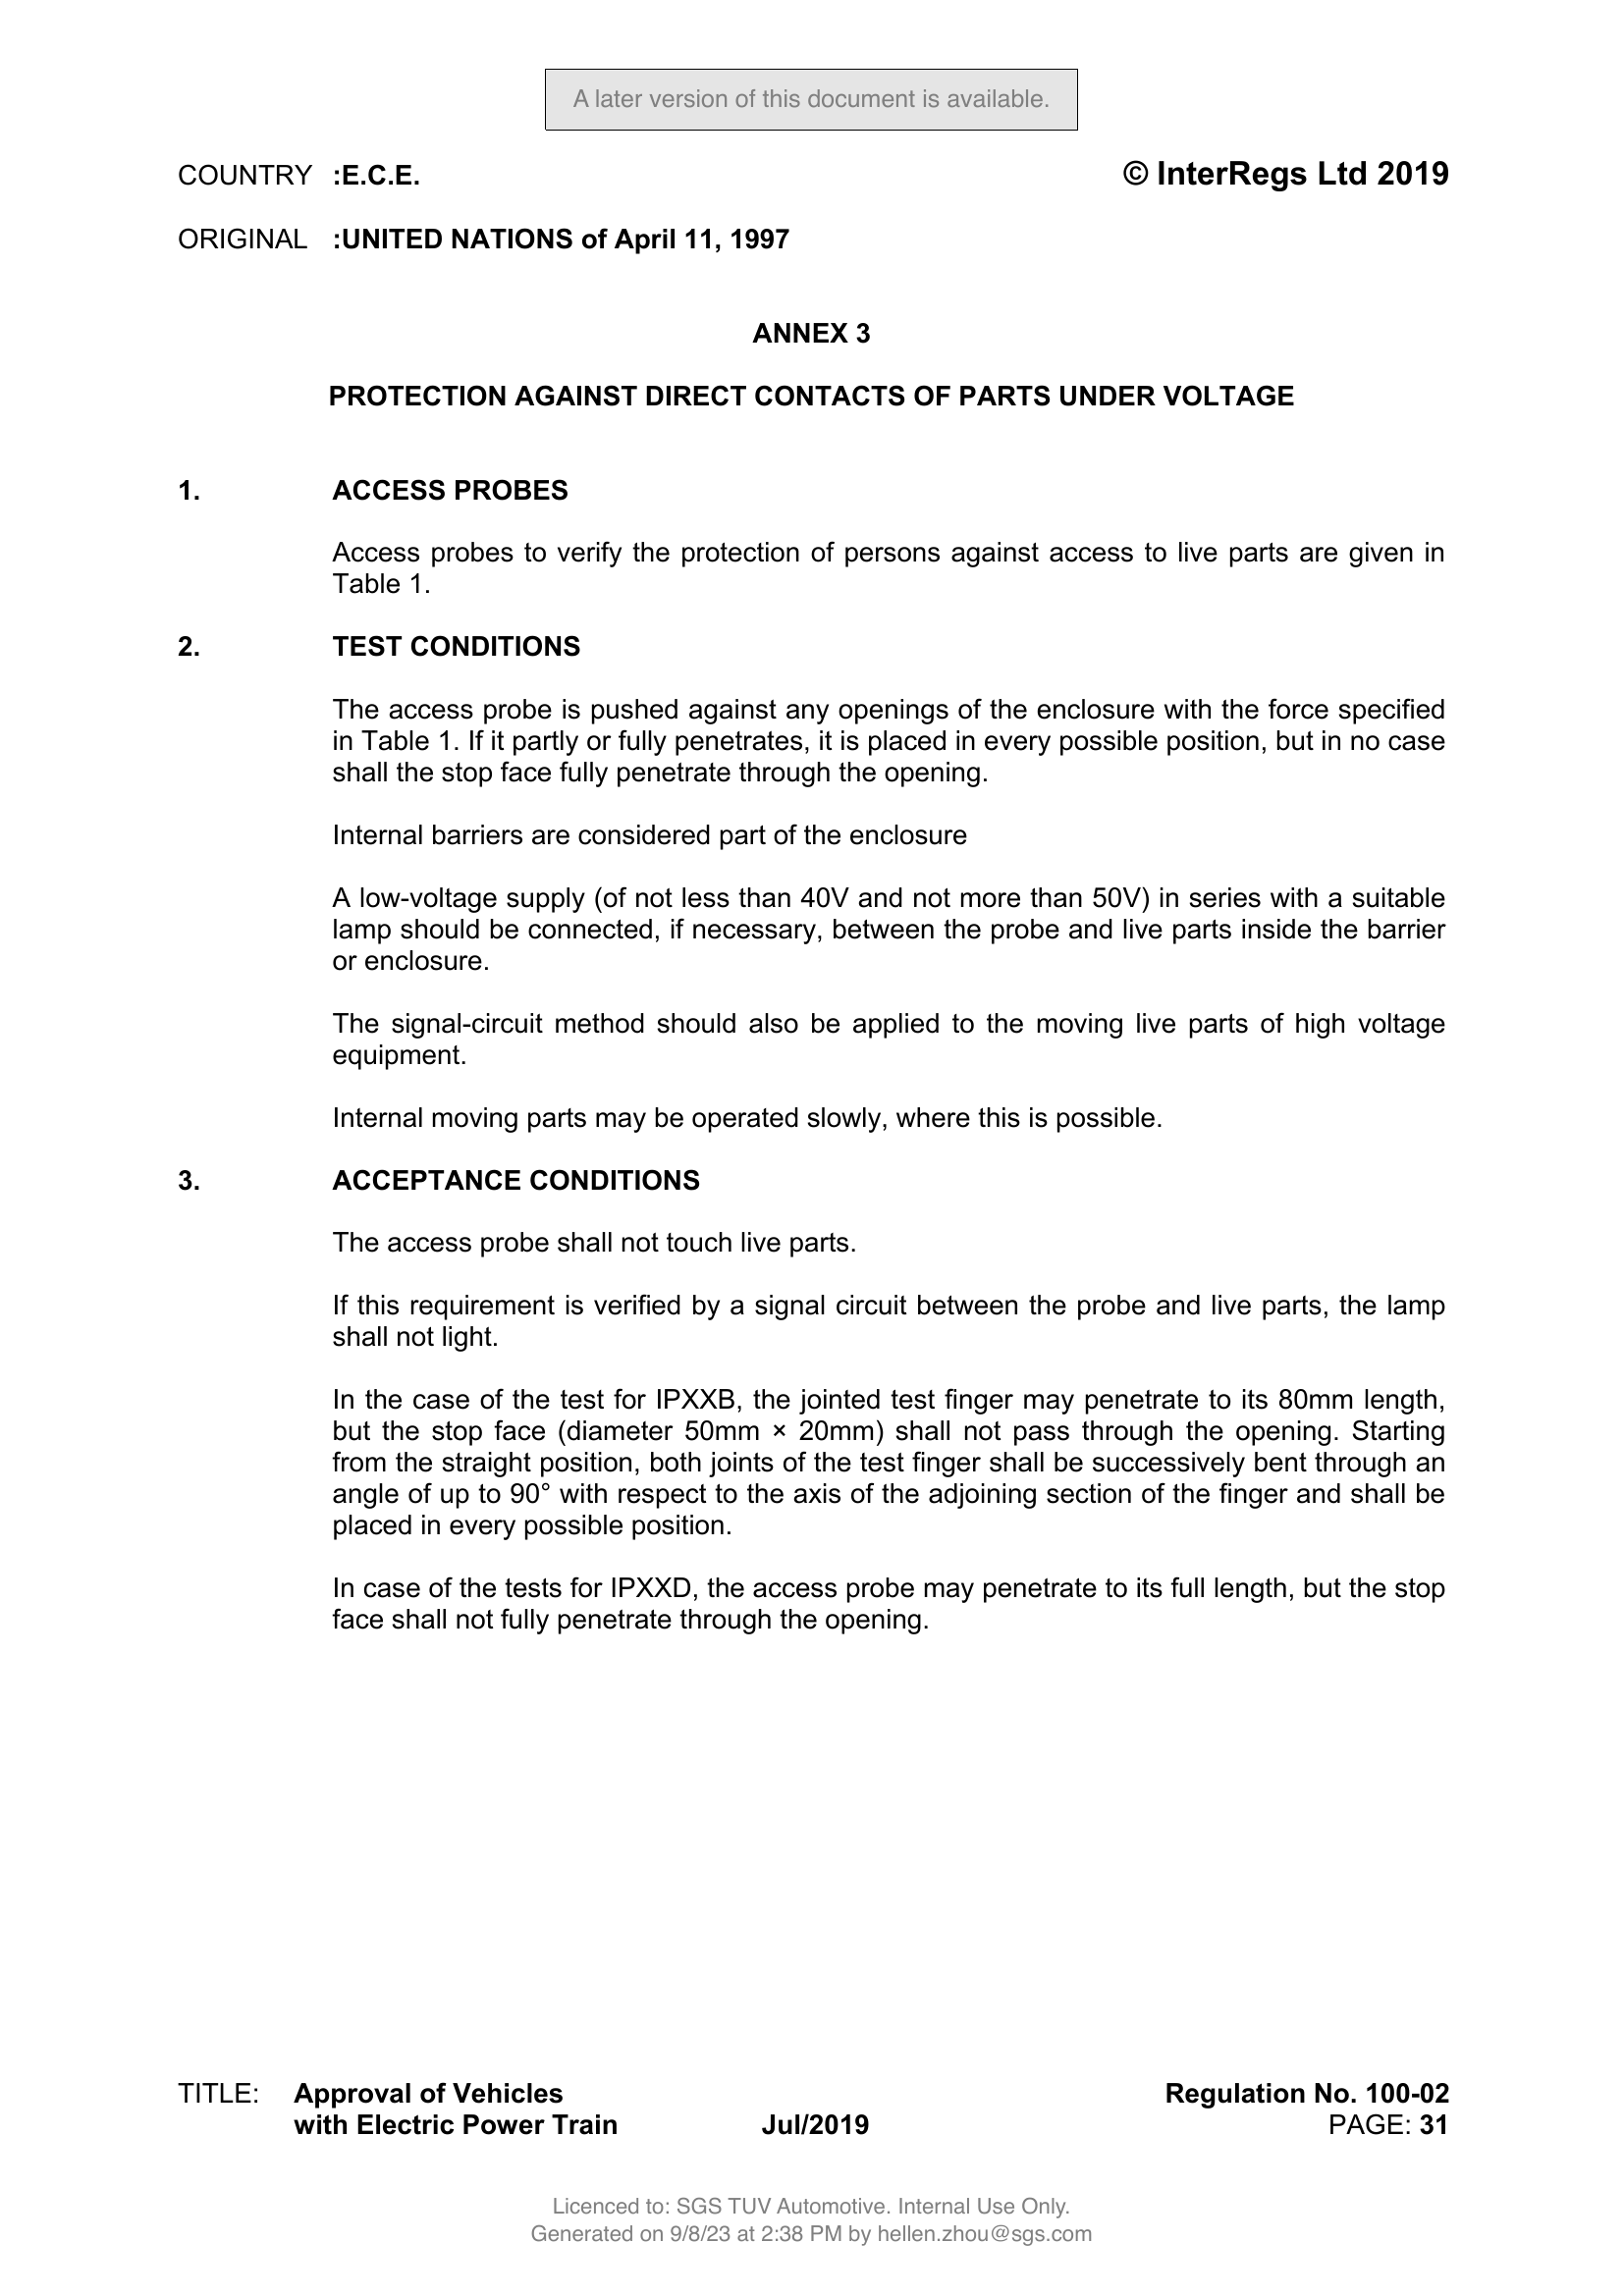 A later version of this document is available.
COUNTRY :E.C.E. © InterRegs Ltd 2019
ORIGINAL :UNITED NATIONS of April 11, 1997
ANNEX 3
PROTECTION AGAINST DIRECT CONTACTS OF PARTS UNDER VOLTAGE
1. ACCESS PROBES
Access probes to verify the protection of persons against access to live parts are given in
Table 1.
2. TEST CONDITIONS
The access probe is pushed against any openings of the enclosure with the force specified
in Table 1. If it partly or fully penetrates, it is placed in every possible position, but in no case
shall the stop face fully penetrate through the opening.
Internal barriers are considered part of the enclosure
A low-voltage supply (of not less than 40V and not more than 50V) in series with a suitable
lamp should be connected, if necessary, between the probe and live parts inside the barrier
or enclosure.
The signal-circuit method should also be applied to the moving live parts of high voltage
equipment.
Internal moving parts may be operated slowly, where this is possible.
3. ACCEPTANCE CONDITIONS
The access probe shall not touch live parts.
If this requirement is verified by a signal circuit between the probe and live parts, the lamp
shall not light.
In the case of the test for IPXXB, the jointed test finger may penetrate to its 80mm length,
but the stop face (diameter 50mm × 20mm) shall not pass through the opening. Starting
from the straight position, both joints of the test finger shall be successively bent through an
angle of up to 90° with respect to the axis of the adjoining section of the finger and shall be
placed in every possible position.
In case of the tests for IPXXD, the access probe may penetrate to its full length, but the stop
face shall not fully penetrate through the opening.
TITLE: Approval of Vehicles Regulation No. 100-02
with Electric Power Train Jul/2019 PAGE: 31
Licenced to: SGS TUV Automotive. Internal Use Only.
Generated on 9/8/23 at 2:38 PM by hellen.zhou@sgs.com